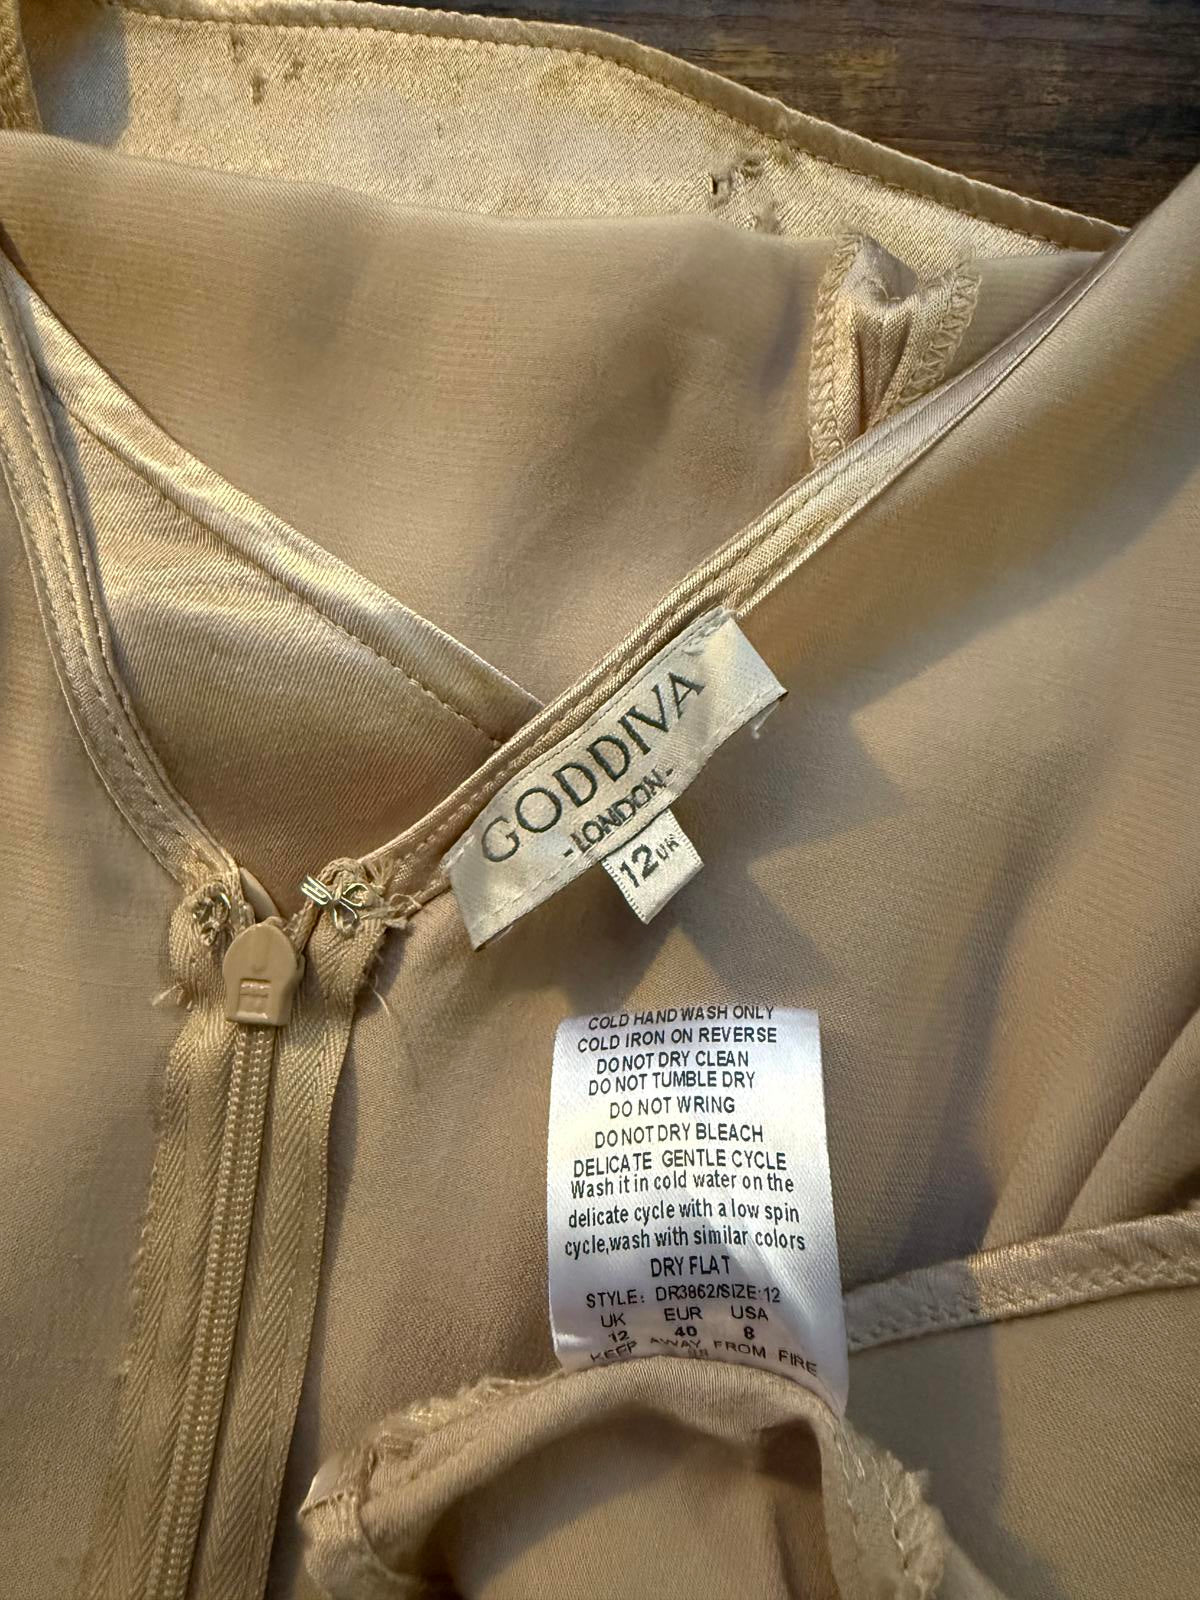 GODDIVA
-LONDON-
12 UK
COLD HAND WASH ONLY
COLD IRON ON REVERSE
DO NOT DRY CLEAN
DO NOT TUMBLE DRY
DO NOT WRING
DO NOT DRY BLEACH
DELICATE GENTLE CYCLE
Wash it in cold water on the
delicate cycle with a low spin
cycle,wash with similar colors
DRY FLAT
STYLE: DR3862/SIZE:12
UK EUR USA
12 40 8
KEEP AWAY FROM FIRE